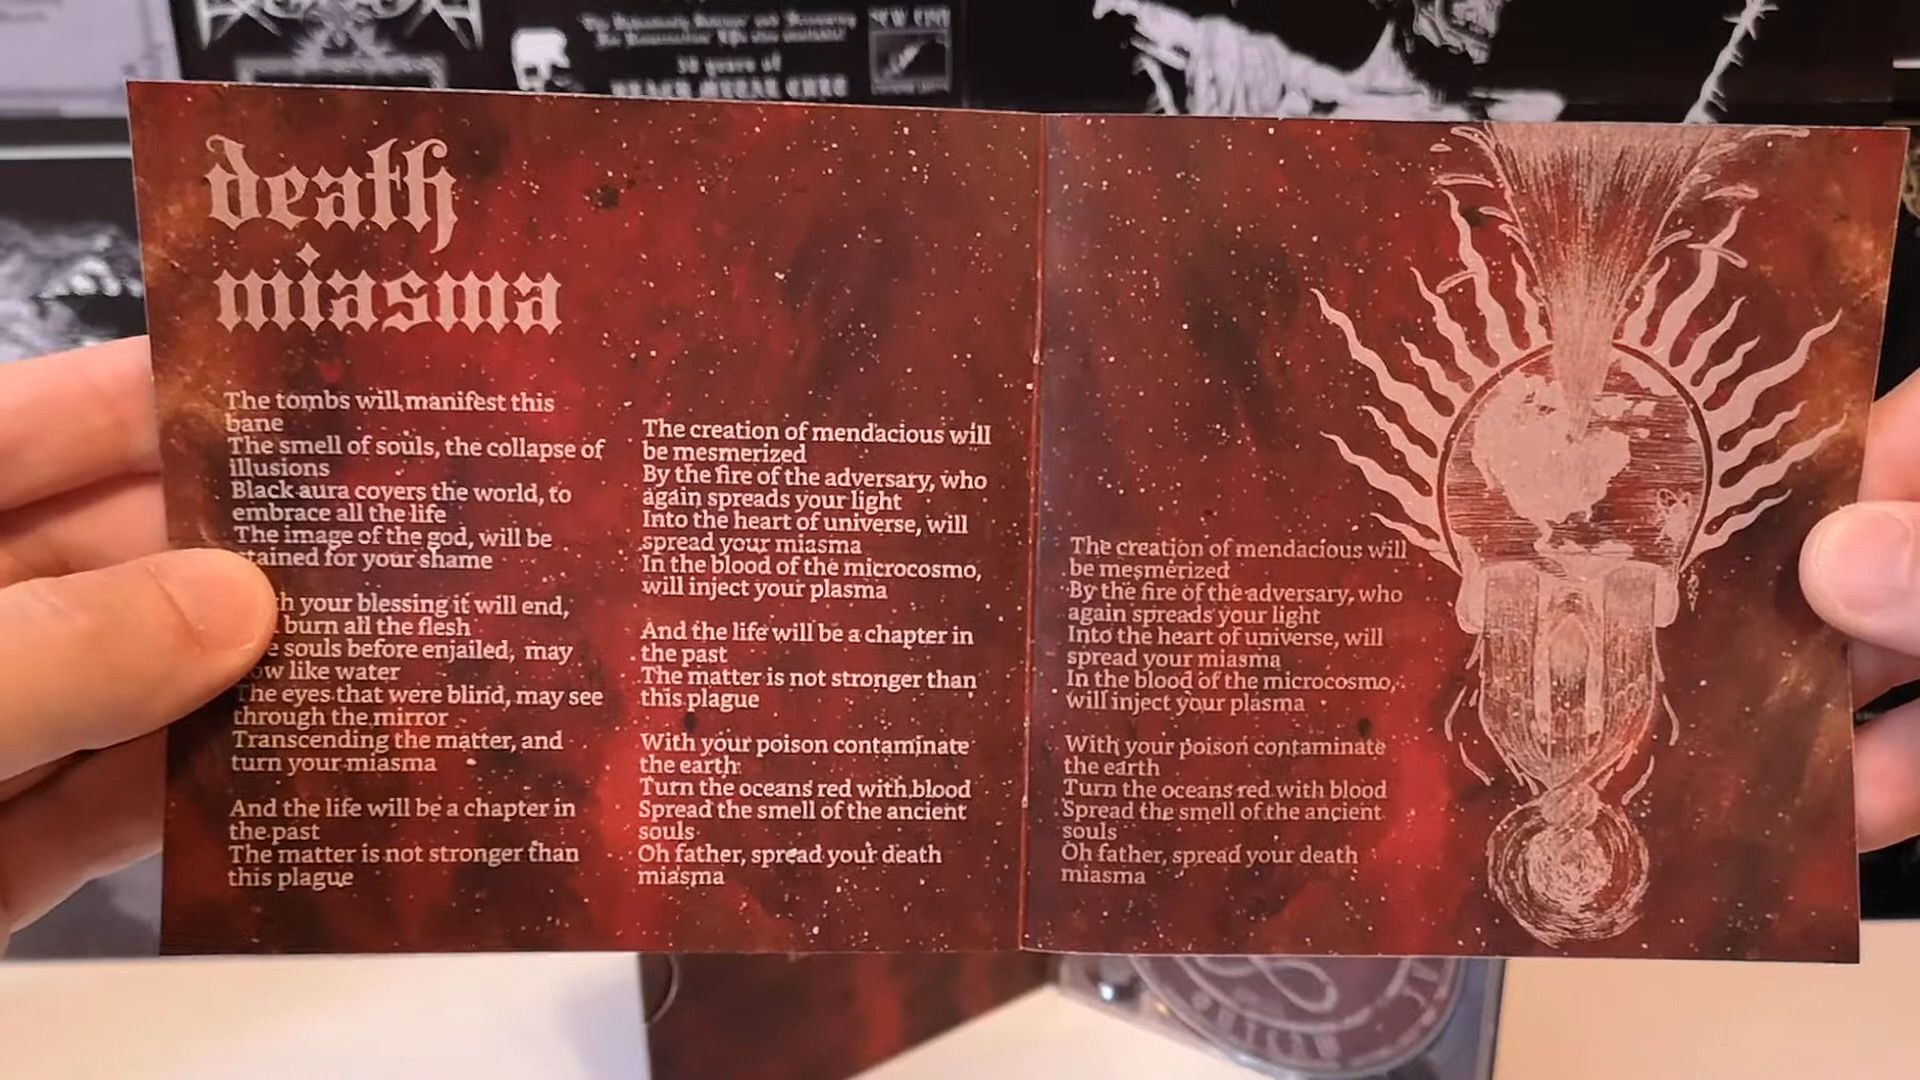 30 years of
death
miasma
The tombs will manifest this
bane
The smell of souls, the collapse of
illusions
Black aura covers the world, to
embrace all the life
The image of the god, will be
tained for your shame
your blessing it will end,
burn all the flesh
souls before enjailed, may
like water
The eyes that were blind, may see
through the mirror
Transcending the matter, and
turn your miasma
And the life will be a chapter in
the past
The matter is not stronger than
this plague
The creation of mendacious will
be mesmerized
By the fire of the adversary, who
again spreads your light
Into the heart of universe, will
spread your miasma
In the blood of the microcosmo,
will inject your plasma
And the life will be a chapter in
the past
The matter is not stronger than
this plague
With your poison contaminate
the earth
Turn the oceans red with blood
Spread the smell of the ancient
souls
Oh father, spread your death
miasma
The creation of mendacious will
be mesmerized
By the fire of the adversary, who
again spreads your light
Into the heart of universe, will
spread your miasma
In the blood of the microcosmo,
will inject your plasma
With your poison contaminate
the earth
Turn the oceans red with blood
Spread the smell of the ancient
souls
Oh father, spread your death
miasma